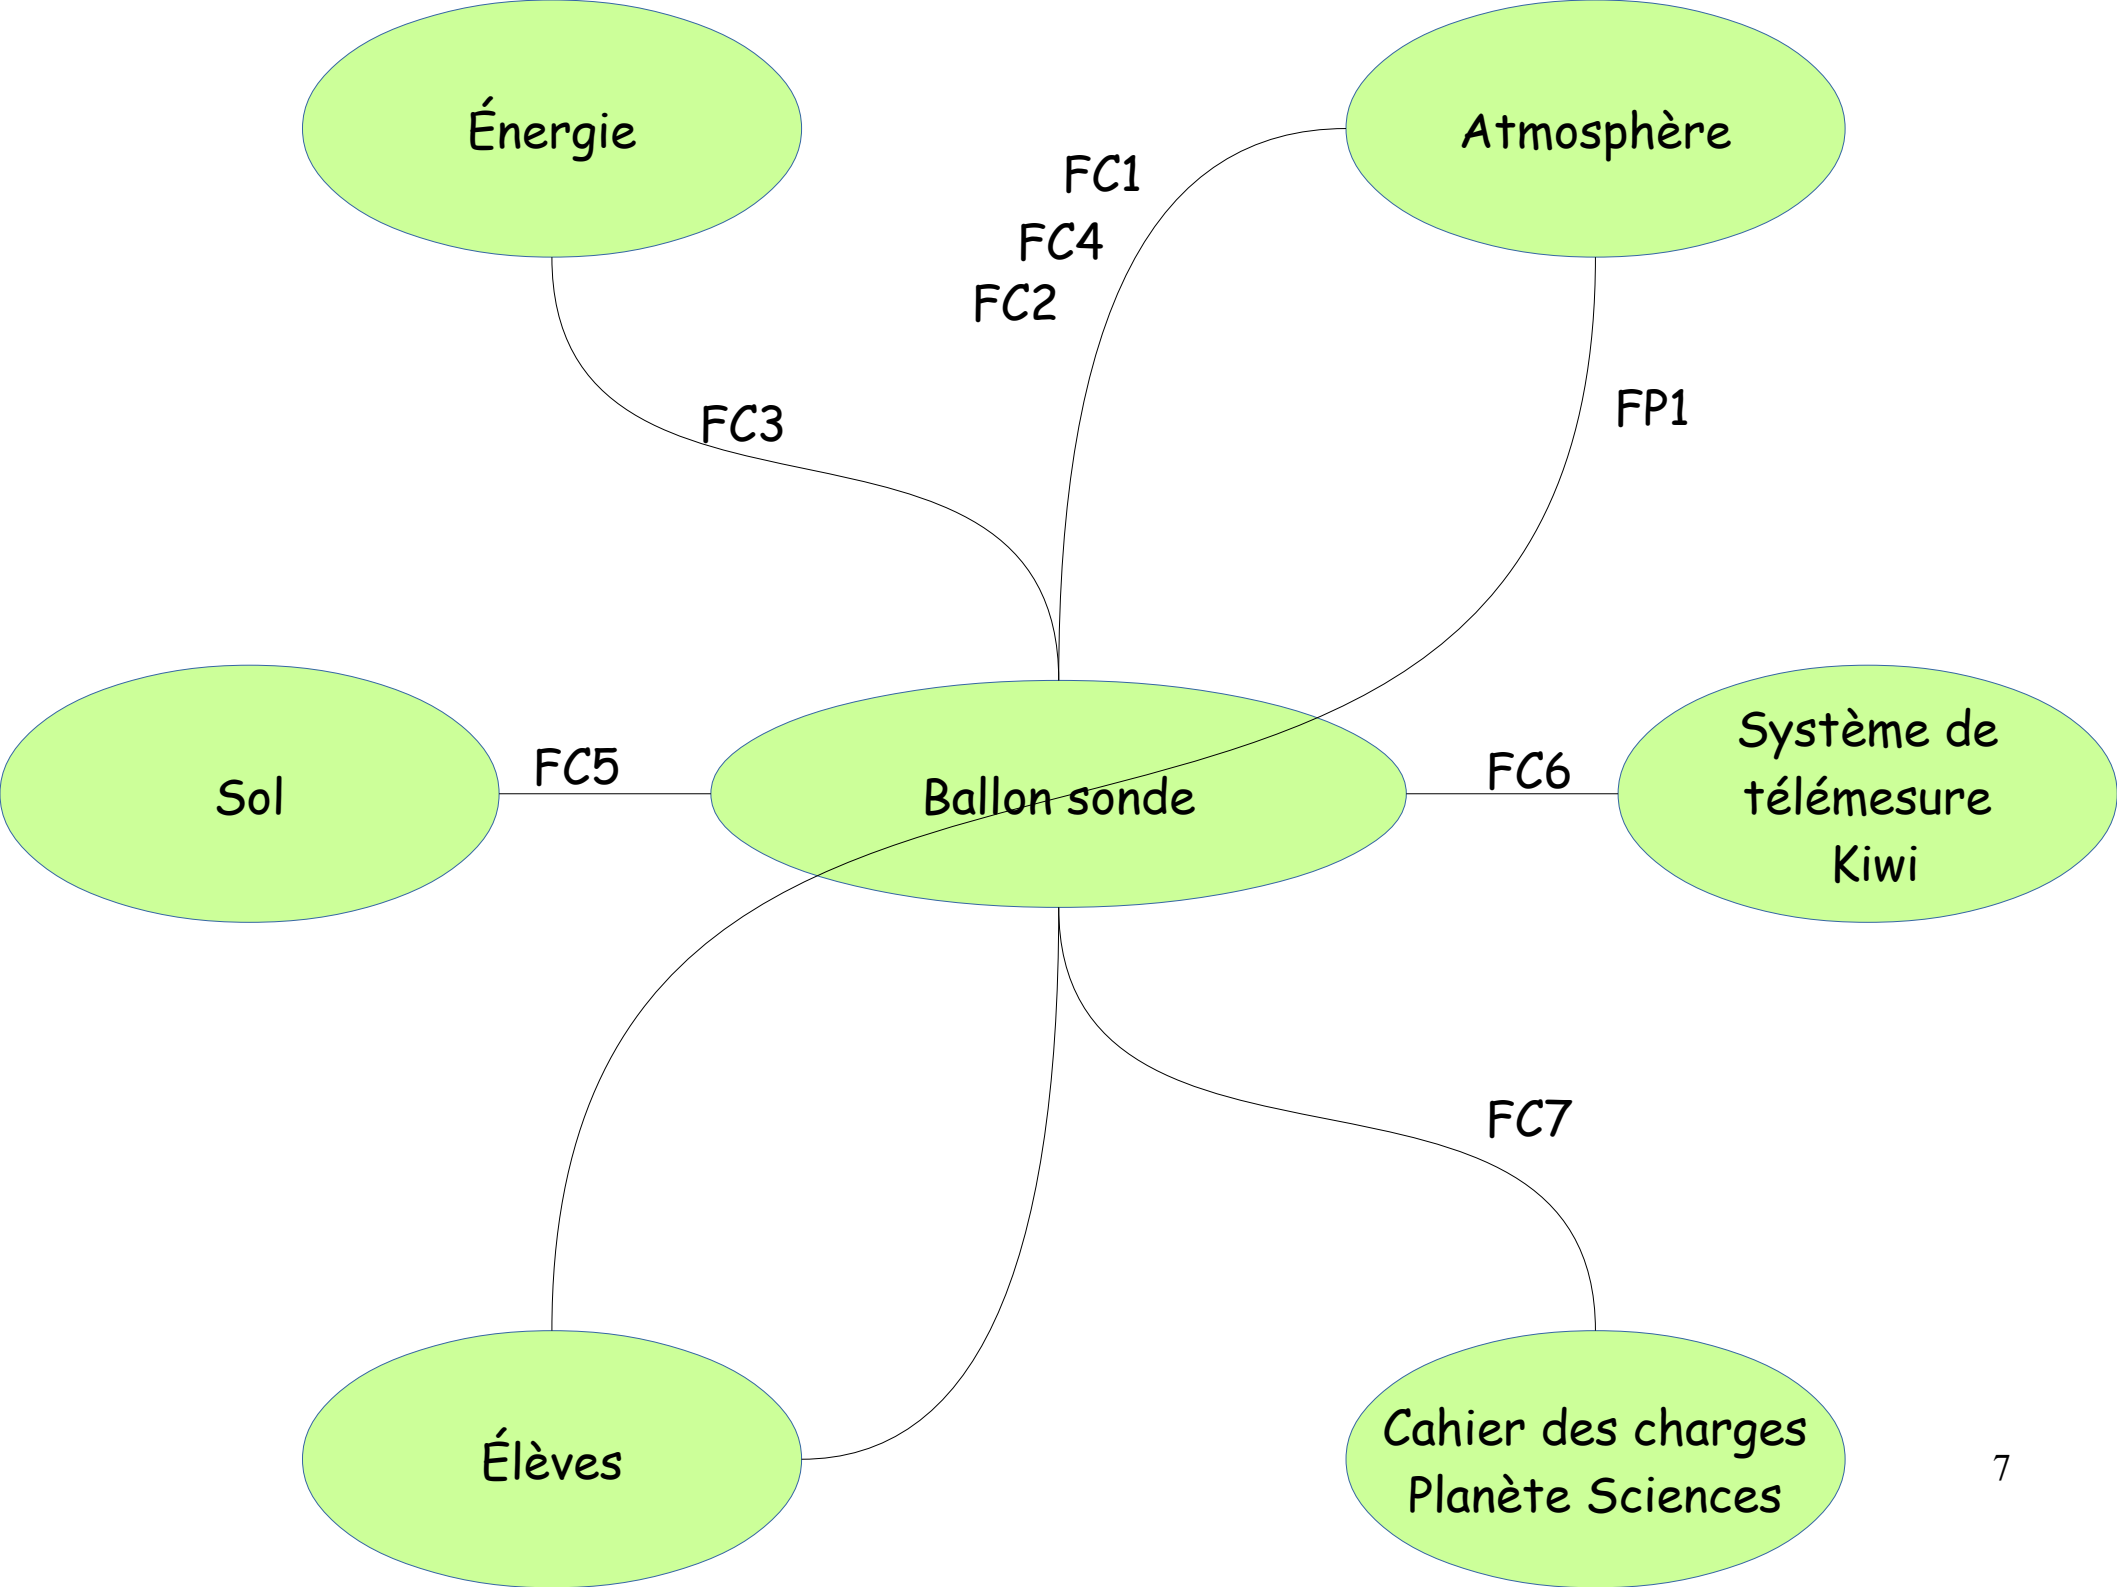 Énergie
Atmosphère
FC1
FC4
FC2
FC3
FP1
Sol
FC5
Ballon sonde
FC6
Système de
télémesure
Kiwi
FC7
Élèves
Cahier des charges
Planète Sciences
7